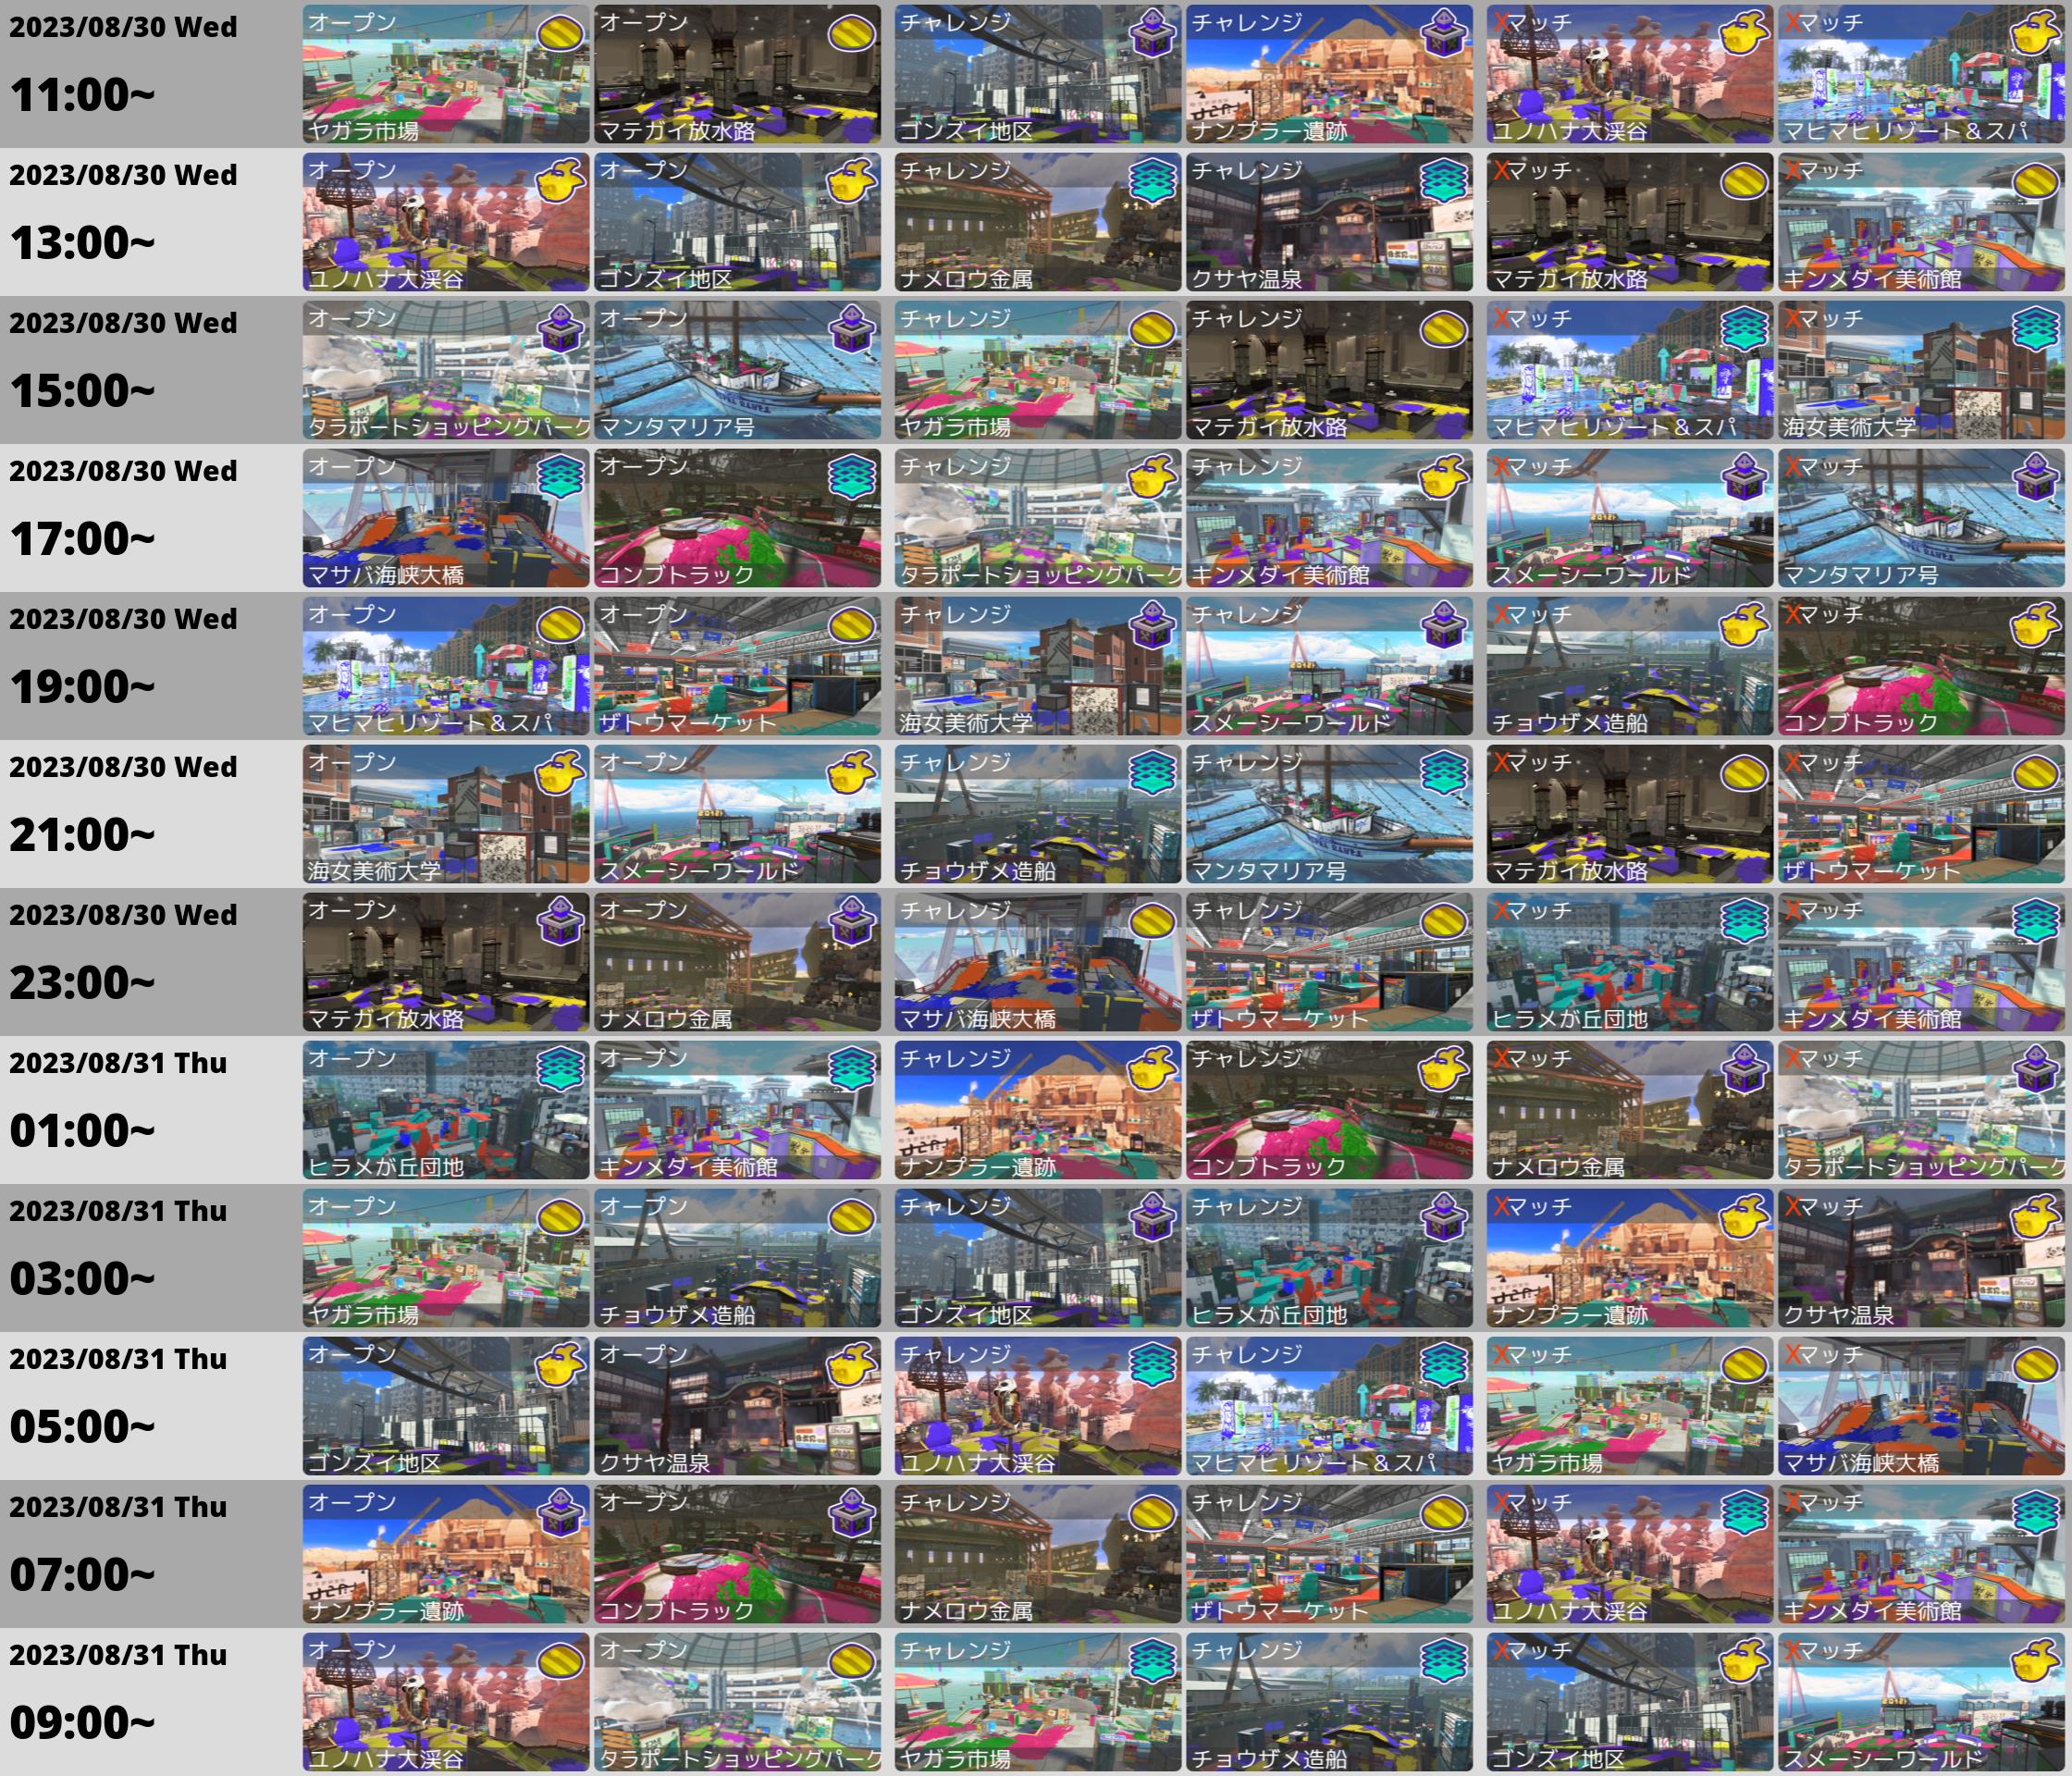 2023/08/30 Wed
11:00~
オープン
ヤガラ市場
オープン
マテガイ放水路
チャレンジ
ゴンズイ地区
チャレンジ
ナンプラー遺跡
Xマッチ
ユノハナ大渓谷
Xマッチ
マヒマヒリゾート＆スパ
2023/08/30 Wed
13:00~
オープン
ユノハナ大渓谷
オープン
ゴンズイ地区
チャレンジ
ナメロウ金属
チャレンジ
クサヤ温泉
Xマッチ
マテガイ放水路
Xマッチ
キンメダイ美術館
2023/08/30 Wed
15:00~
オープン
タラポートショッピングパーク
オープン
マンタマリア号
チャレンジ
ヤガラ市場
チャレンジ
マテガイ放水路
Xマッチ
マヒマヒリゾート＆スパ
Xマッチ
海女美術大学
2023/08/30 Wed
17:00~
オープン
マサバ海峡大橋
オープン
コンブトラック
チャレンジ
タラポートショッピングパーク
チャレンジ
キンメダイ美術館
Xマッチ
スメーシーワールド
Xマッチ
マンタマリア号
2023/08/30 Wed
19:00~
オープン
マヒマヒリゾート＆スパ
オープン
ザトウマーケット
チャレンジ
海女美術大学
チャレンジ
スメーシーワールド
Xマッチ
チョウザメ造船
Xマッチ
コンブトラック
2023/08/30 Wed
21:00~
オープン
海女美術大学
オープン
スメーシーワールド
チャレンジ
チョウザメ造船
チャレンジ
マンタマリア号
Xマッチ
マテガイ放水路
Xマッチ
ザトウマーケット
2023/08/30 Wed
23:00~
オープン
マテガイ放水路
オープン
ナメロウ金属
チャレンジ
マサバ海峡大橋
チャレンジ
ザトウマーケット
Xマッチ
ヒラメが丘団地
Xマッチ
キンメダイ美術館
2023/08/31 Thu
01:00~
オープン
ヒラメが丘団地
オープン
キンメダイ美術館
チャレンジ
ナンプラー遺跡
チャレンジ
コンブトラック
Xマッチ
ナメロウ金属
Xマッチ
タラポートショッピングパーク
2023/08/31 Thu
03:00~
オープン
ヤガラ市場
オープン
チョウザメ造船
チャレンジ
ゴンズイ地区
チャレンジ
ヒラメが丘団地
Xマッチ
ナンプラー遺跡
Xマッチ
クサヤ温泉
2023/08/31 Thu
05:00~
オープン
ゴンズイ地区
オープン
クサヤ温泉
チャレンジ
ユノハナ大渓谷
チャレンジ
マヒマヒリゾート＆スパ
Xマッチ
ヤガラ市場
Xマッチ
マサバ海峡大橋
2023/08/31 Thu
07:00~
オープン
ナンプラー遺跡
オープン
コンブトラック
チャレンジ
ナメロウ金属
チャレンジ
ザトウマーケット
Xマッチ
ユノハナ大渓谷
Xマッチ
キンメダイ美術館
2023/08/31 Thu
09:00~
オープン
ユノハナ大渓谷
オープン
タラポートショッピングパーク
チャレンジ
ヤガラ市場
チャレンジ
チョウザメ造船
Xマッチ
ゴンズイ地区
Xマッチ
スメーシーワールド